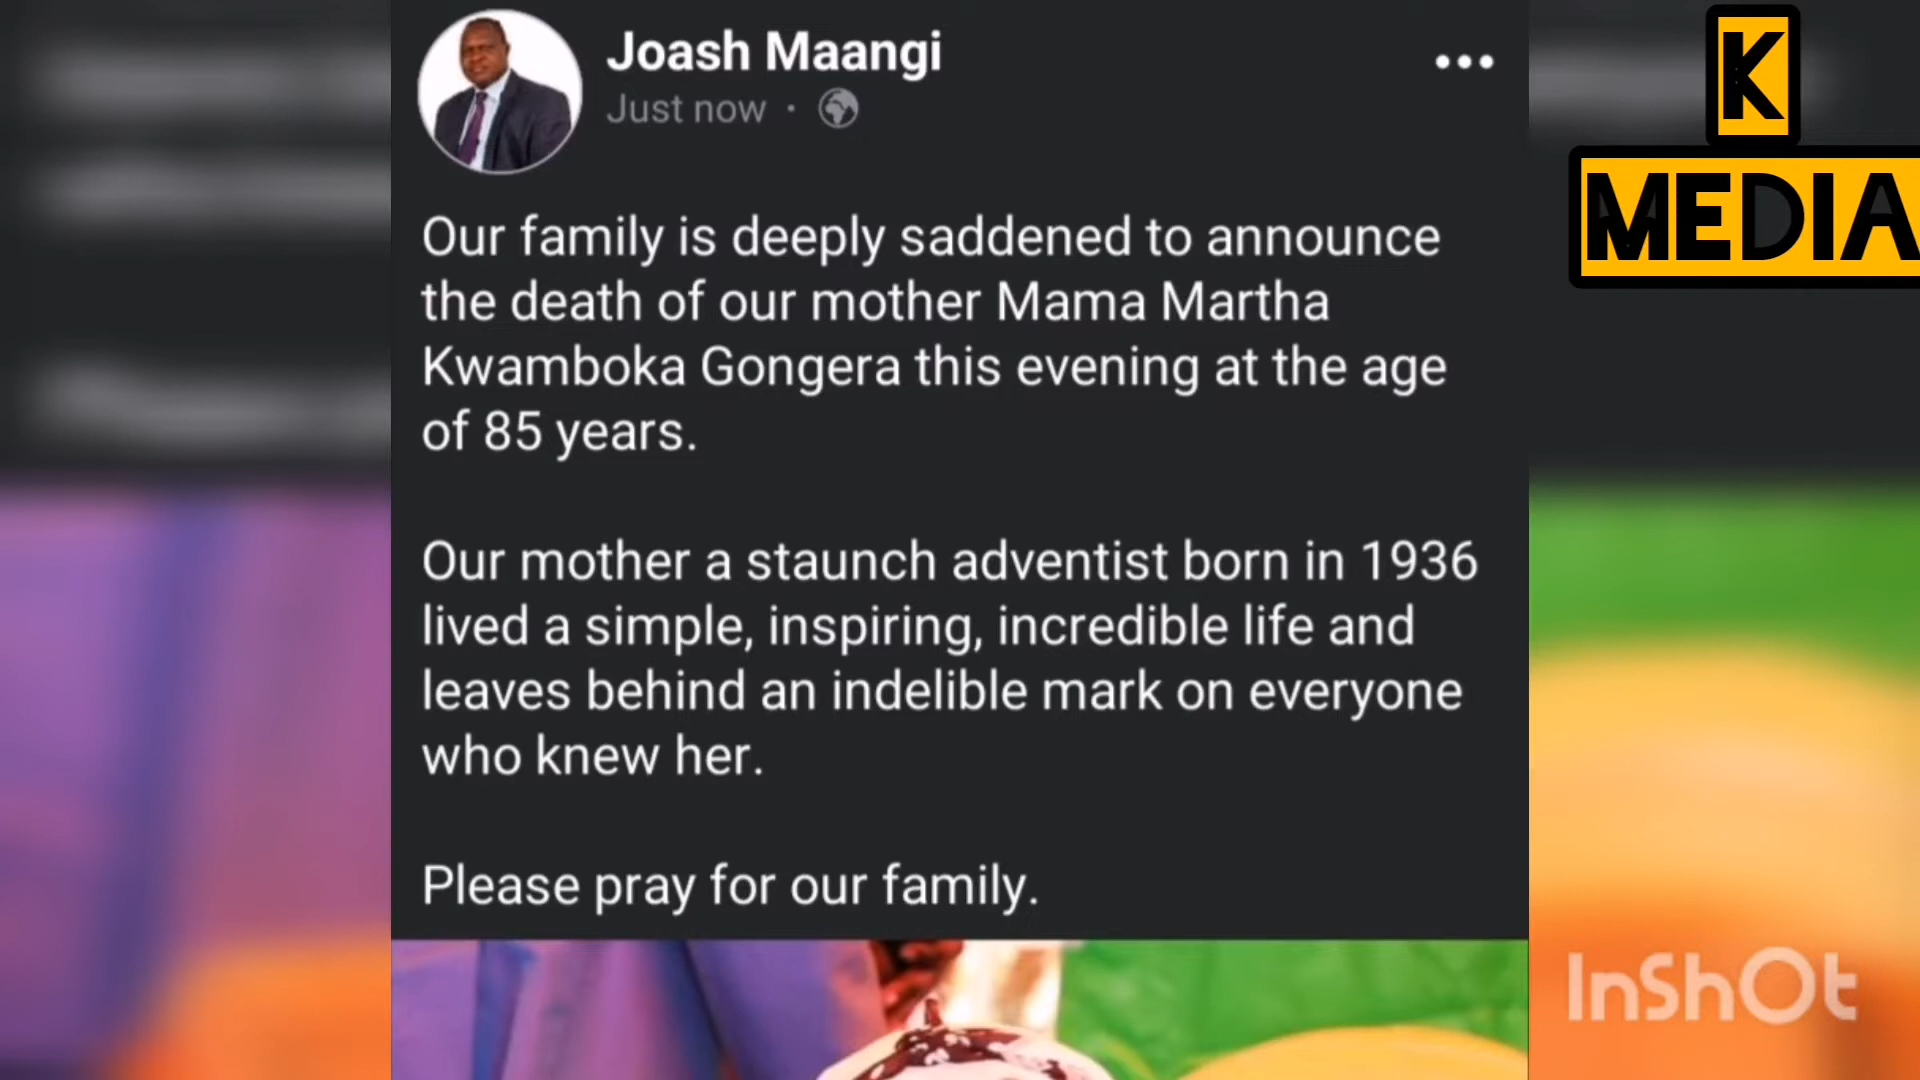 Joash Maangi
Just now ·
Our family is deeply saddened to announce
the death of our mother Mama Martha
Kwamboka Gongera this evening at the age
of 85 years.
Our mother a staunch adventist born in 1936
lived a simple, inspiring, incredible life and
leaves behind an indelible mark on everyone
who knew her.
Please pray for our family.
K
MEDIA
InShOt